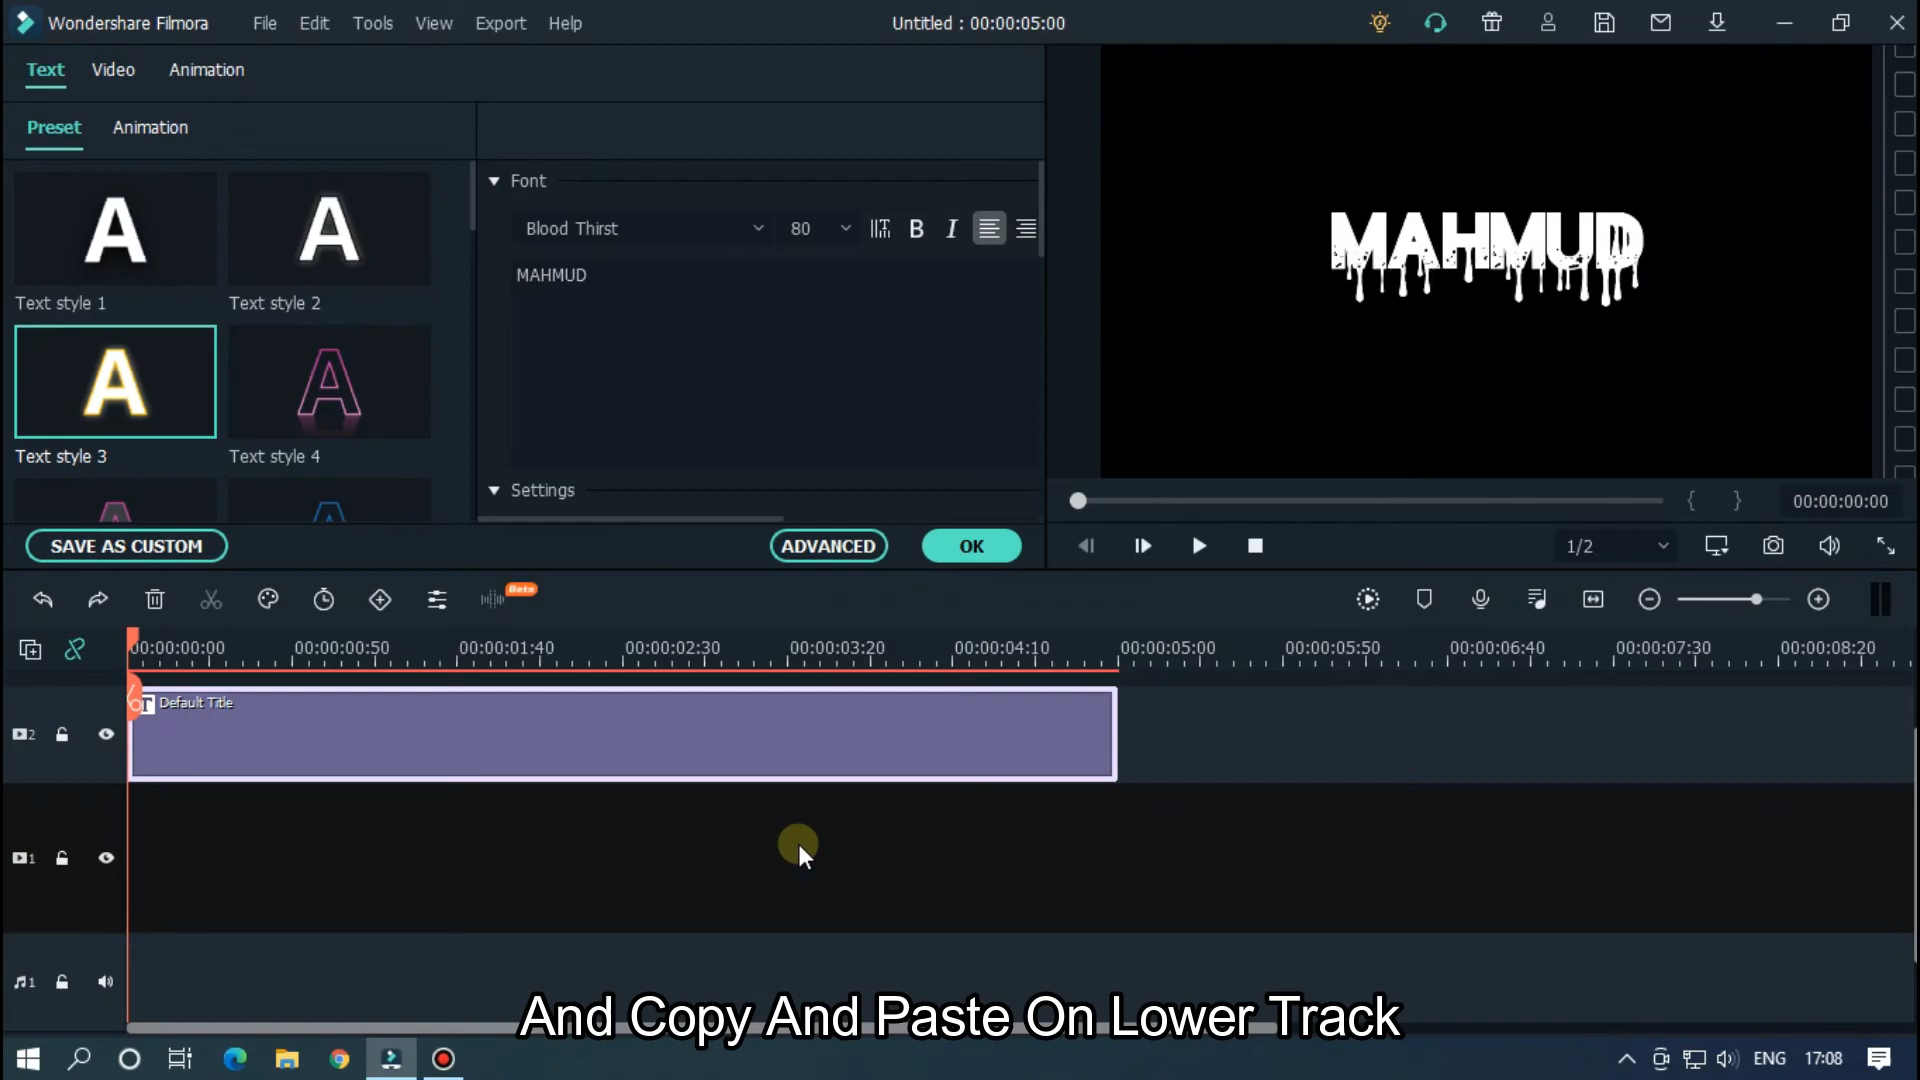 Wondershare Filmora
File
Edit
Tools
View
Export
Help
Untitled : 00:00:05:00
Text
Video
Animation
Preset
Animation
A
A
Text style 1
Text style 2
A
A
Text style 3
Text style 4
Font
Blood Thirst
80
B
I
MAHMUD
Settings
SAVE AS CUSTOM
ADVANCED
OK
MAHMUD
{
}
00:00:00:00
1/2
Beta
00:00:00:00
00:00:00:50
00:00:01:40
00:00:02:30
00:00:03:20
00:00:04:10
00:00:05:00
00:00:05:50
00:00:06:40
00:00:07:30
00:00:08:20
T
Default Title
2
1
1
And Copy And Paste On Lower Track
ENG
17:08